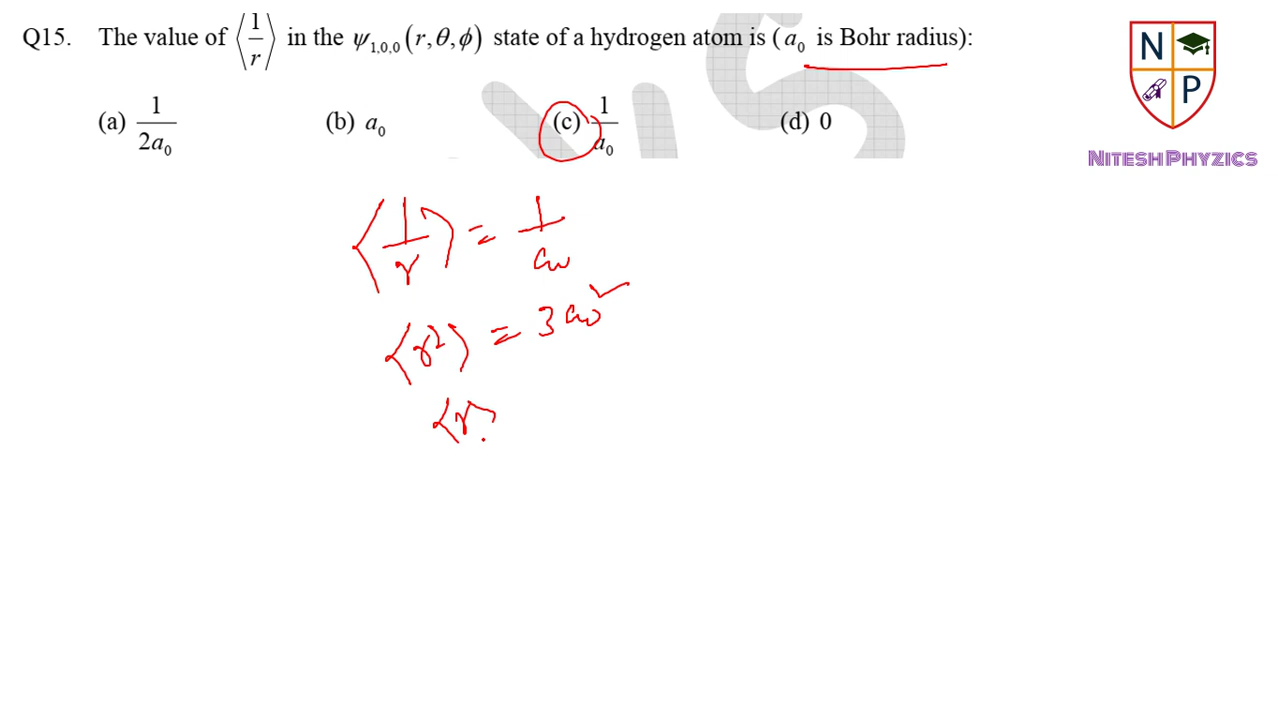 Q15. The value of ⟨1/r⟩ in the ψ₁,₀,₀(r,θ,ϕ) state of a hydrogen atom is (a₀ is Bohr radius):
(a) 1/2a₀ (b) a₀ (c) 1/a₀ (d) 0
N P
NITESHPHYZICS
⟨1/r⟩ = 1/a₀
⟨r²⟩ = 3a₀²
⟨r⟩